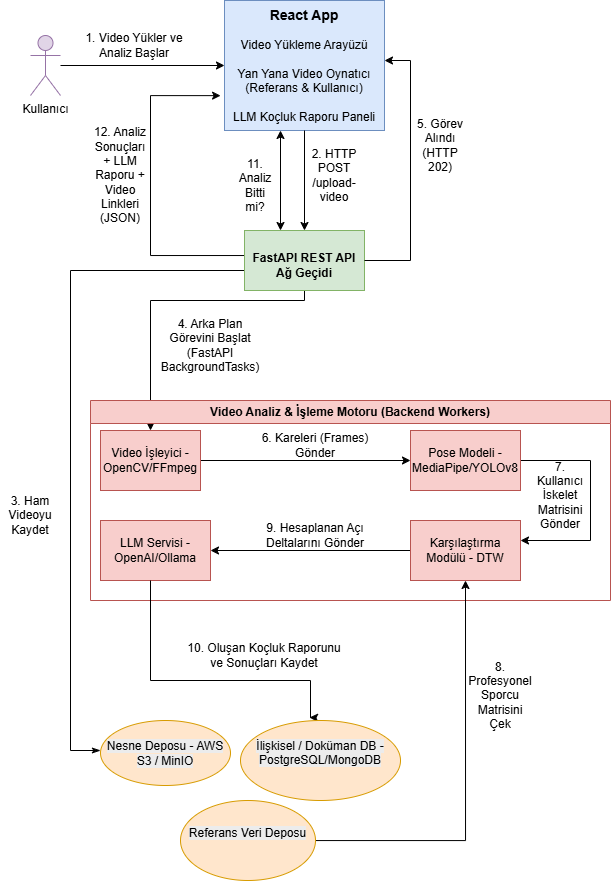 React App
Video Yükleme Arayüzü
Yan Yana Video Oynatıcı
(Referans & Kullanıcı)
LLM Koçluk Raporu Paneli
1. Video Yükler ve
Analiz Başlar
Kullanıcı
12. Analiz
Sonuçları
+ LLM
Raporu +
Video
Linkleri
(JSON)
11.
Analiz
Bitti
mi?
2. HTTP
POST
/upload-
video
5. Görev
Alındı
(HTTP
202)
FastAPI REST API
Ağ Geçidi
4. Arka Plan
Görevini Başlat
(FastAPI
BackgroundTasks)
Video Analiz & İşleme Motoru (Backend Workers)
Video İşleyici -
OpenCV/FFmpeg
6. Kareleri (Frames)
Gönder
Pose Modeli -
MediaPipe/YOLOv8
7.
Kullanıcı
İskelet
Matrisini
Gönder
3. Ham
Videoyu
Kaydet
LLM Servisi -
OpenAI/Ollama
9. Hesaplanan Açı
Deltalarını Gönder
Karşılaştırma
Modülü - DTW
10. Oluşan Koçluk Raporunu
ve Sonuçları Kaydet
8.
Profesyonel
Sporcu
Matrisini
Çek
Nesne Deposu - AWS
S3 / MinIO
İlişkisel / Doküman DB -
PostgreSQL/MongoDB
Referans Veri Deposu